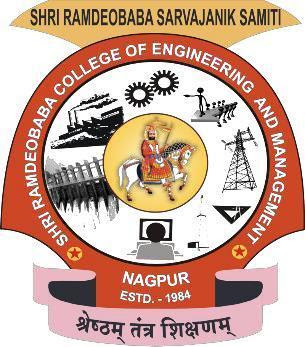 SHRI RAMDEOBABA SARVAJANIK SAMITI
SHRI RAMDEOBABA COLLEGE OF ENGINEERING AND MANAGEMENT
NAGPUR
ESTD. - 1984
श्रेष्ठम् तंत्र शिक्षणम्